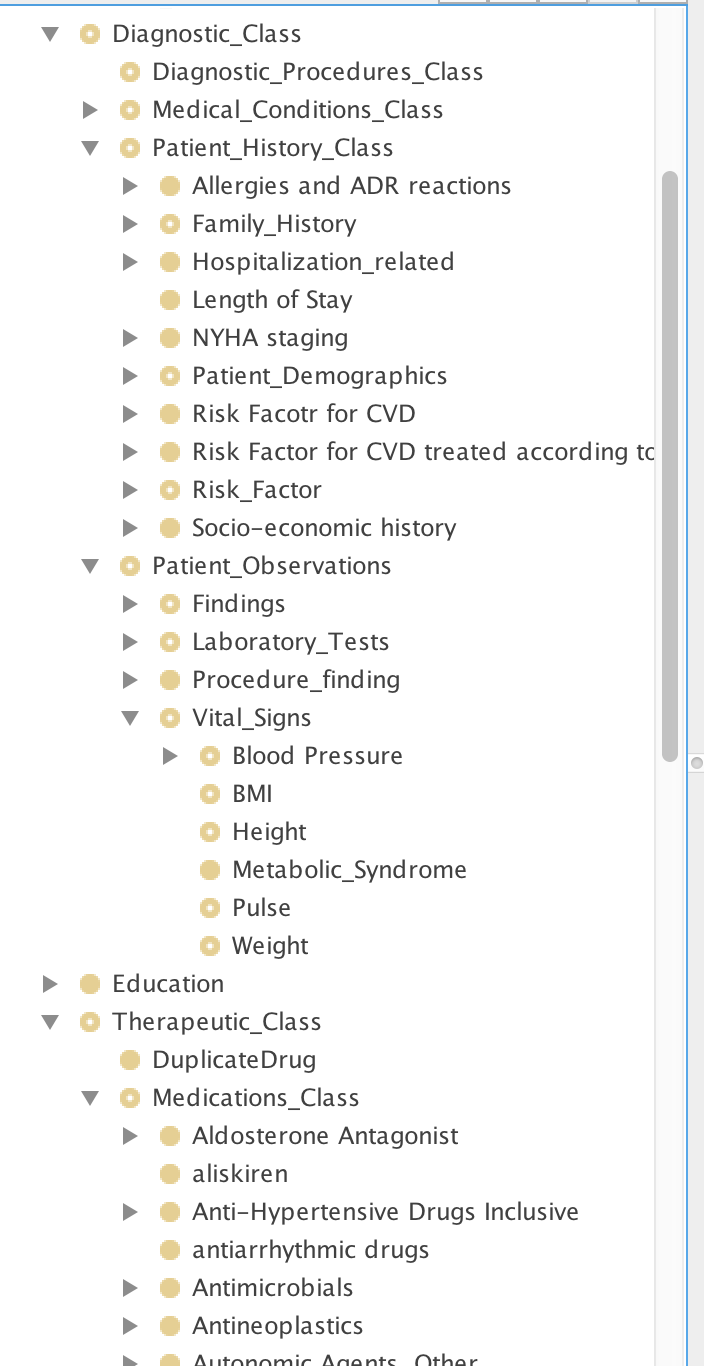 Diagnostic_Class
Diagnostic_Procedures_Class
Medical_Conditions_Class
Patient_History_Class
Allergies and ADR reactions
Family_History
Hospitalization_related
Length of Stay
NYHA staging
Patient_Demographics
Risk Facotr for CVD
Risk Factor for CVD treated according to
Risk_Factor
Socio-economic history
Patient_Observations
Findings
Laboratory_Tests
Procedure_finding
Vital_Signs
Blood Pressure
BMI
Height
Metabolic_Syndrome
Pulse
Weight
Education
Therapeutic_Class
DuplicateDrug
Medications_Class
Aldosterone Antagonist
aliskiren
Anti-Hypertensive Drugs Inclusive
antiarrhythmic drugs
Antimicrobials
Antineoplastics
Autonomic Agents, Other